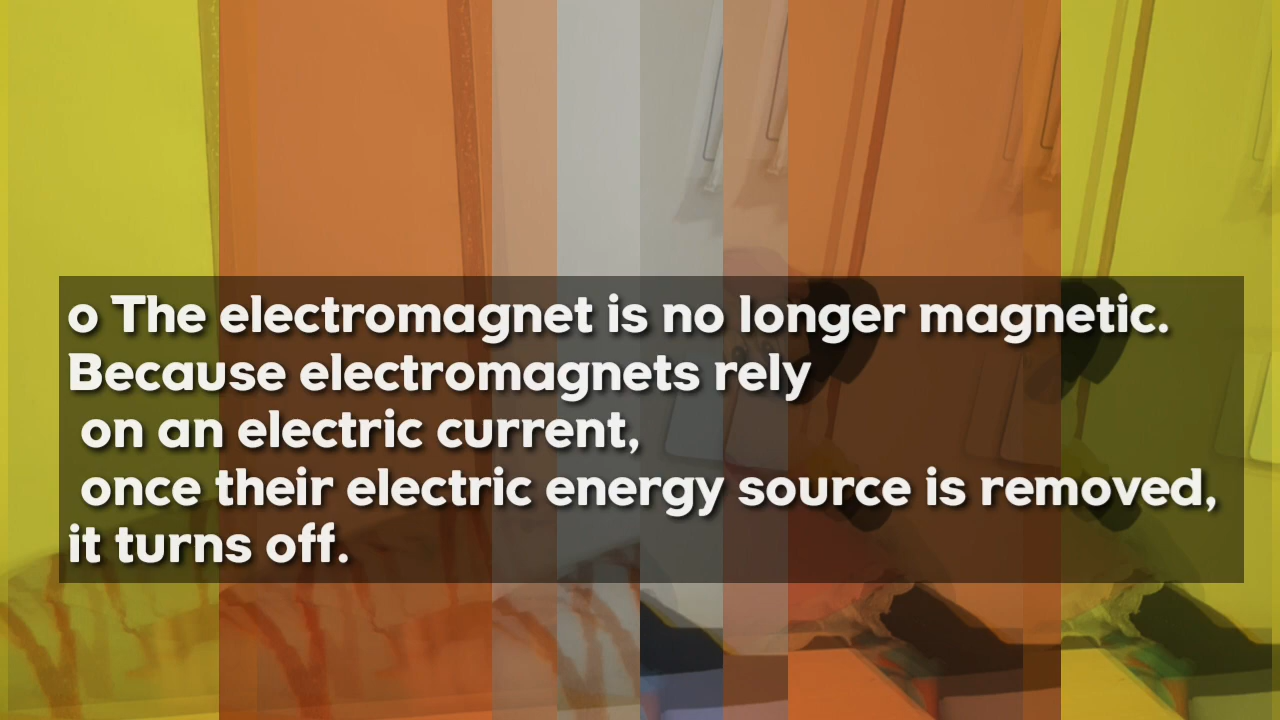 o The electromagnet is no longer magnetic.
Because electromagnets rely
on an electric current,
once their electric energy source is removed,
it turns off.